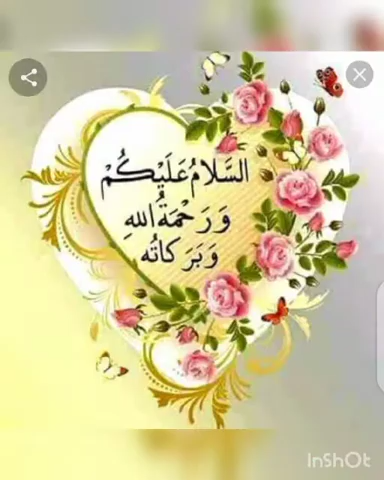 السَّلَامُ عَلَيْكُمْ
وَرَحْمَةُ اللهِ
وَبَرَكَاتُه
InShOt